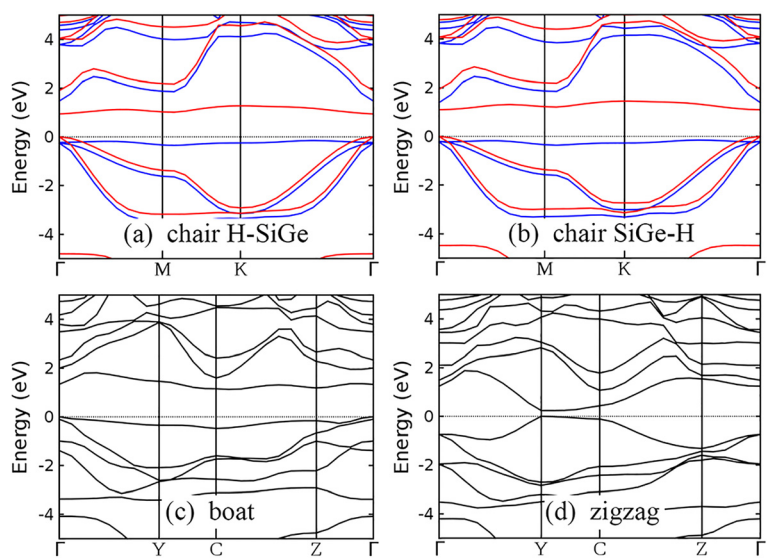 4
2
0
-2
-4
Energy (eV)
(a) chair H-SiGe
Γ M K Γ
4
2
0
-2
-4
Energy (eV)
(b) chair SiGe-H
Γ M K Γ
4
2
0
-2
-4
Energy (eV)
(c) boat
Γ Y C Z Γ
4
2
0
-2
-4
Energy (eV)
(d) zigzag
Γ Y C Z Γ